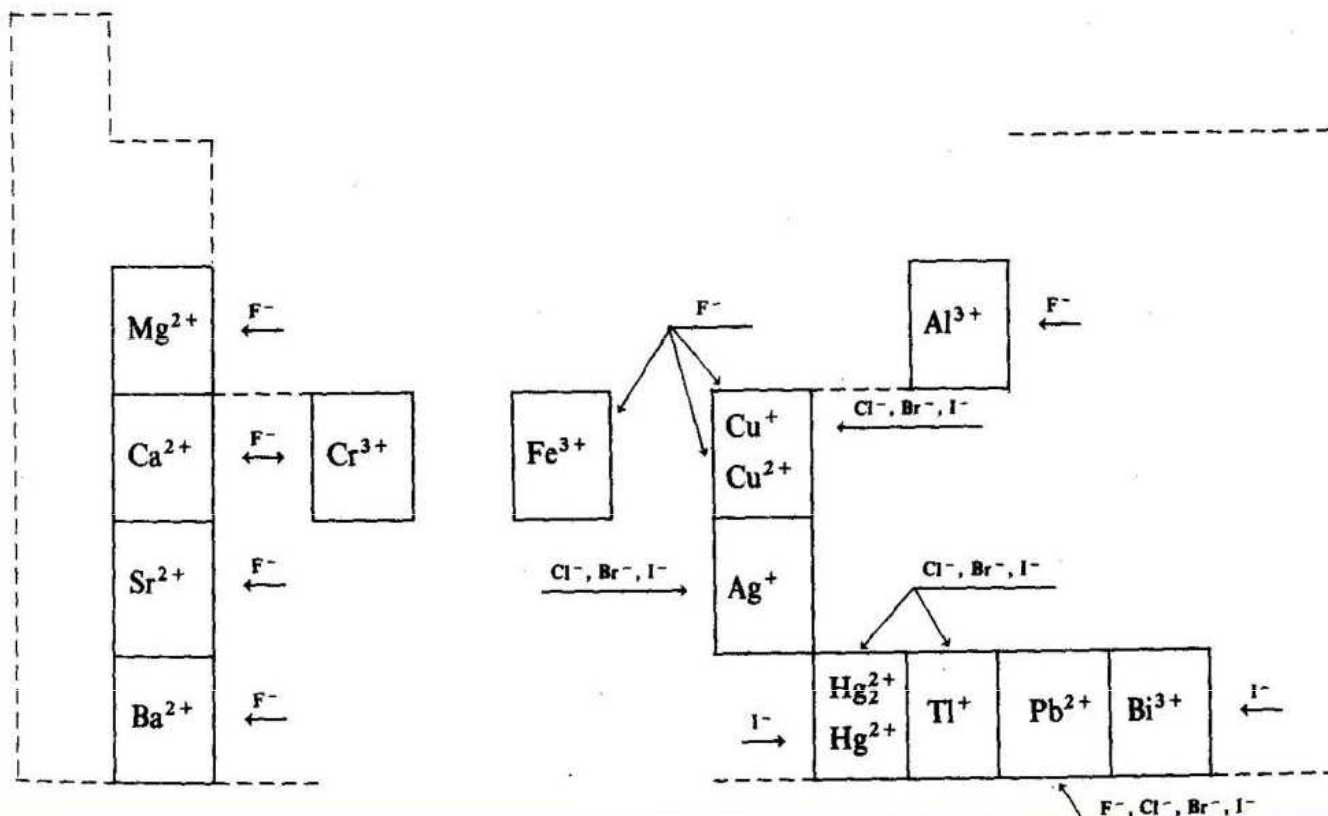 F⁻
Mg²⁺ F⁻ Al³⁺ F⁻
Cl⁻, Br⁻, I⁻
Ca²⁺ F⁻ Cr³⁺ Fe³⁺ Cu⁺
Cu²⁺
Cl⁻, Br⁻, I⁻ Cl⁻, Br⁻, I⁻
Sr²⁺ F⁻ Ag⁺
Hg₂²⁺
Ba²⁺ F⁻ I⁻ Hg²⁺ Tl⁺ Pb²⁺ Bi³⁺ I⁻
F⁻, Cl⁻, Br⁻, I⁻